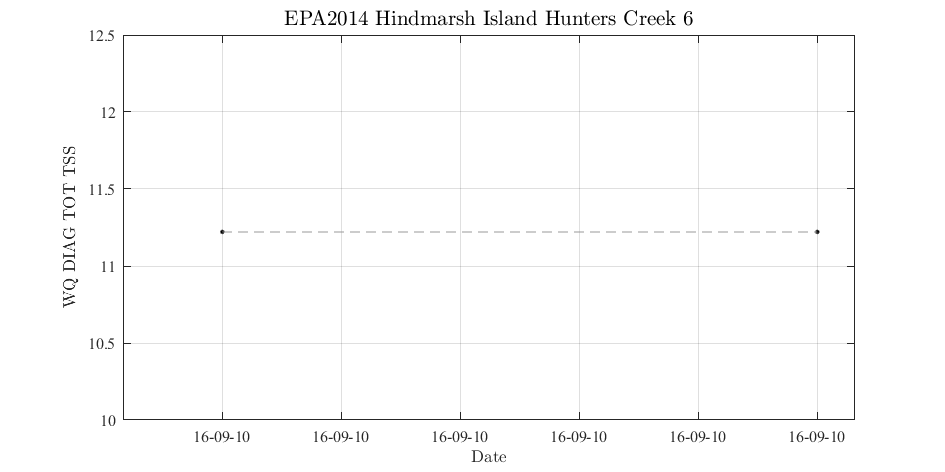 EPA2014 Hindmarsh Island Hunters Creek 6
12.5
12
11.5
11
10.5
10
WQ DIAG TOT TSS
16-09-10 16-09-10 16-09-10 16-09-10 16-09-10 16-09-10
Date